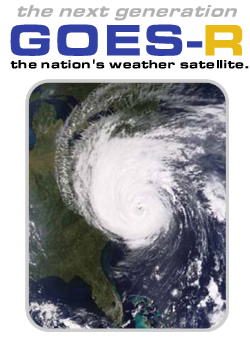 the next generation
GOES-R
the nation's weather satellite.